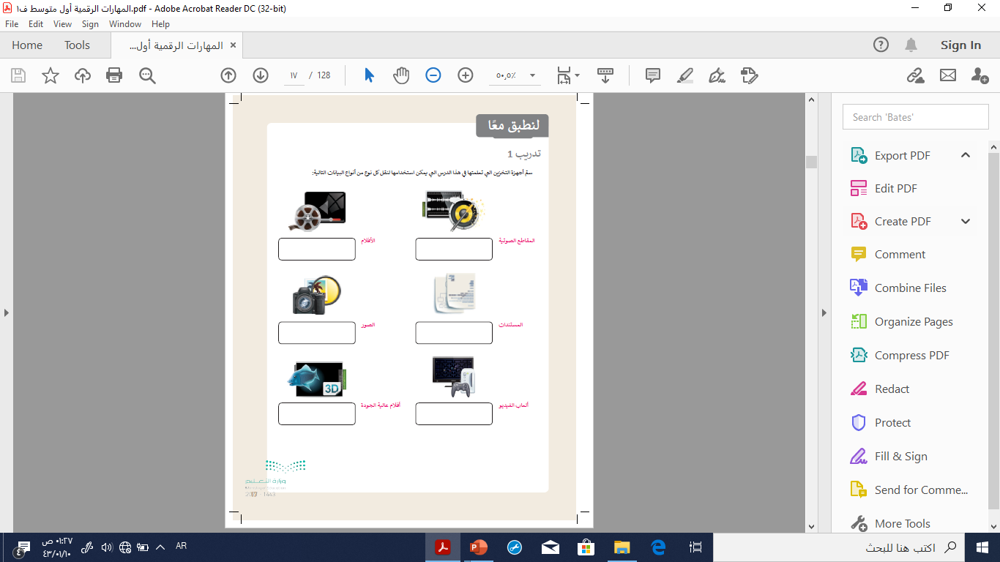 المهارات الرقمية أول متوسط ف١.pdf - Adobe Acrobat Reader DC (32-bit)
File Edit View Sign Window Help
Home Tools المهارات الرقمية أول... Sign In
١٧ / 128 ٥٠٫٥٪
لنطبق معًا
تدريب 1
سمّ أجهزة التخزين التي تعلمتها في هذا الدرس التي يمكن استخدامها لنقل كل نوع من أنواع البيانات التالية:
المقاطع الصوتية
الأفلام
المستندات
الصور
3D
ألعاب الفيديو
أفلام عالية الجودة
وزارة التعليم
Ministry of Education
1443
Search 'Bates'
Export PDF
Edit PDF
Create PDF
Comment
Combine Files
Organize Pages
Compress PDF
Redact
Protect
Fill & Sign
Send for Comme...
More Tools
اكتب هنا للبحث
AR
٠١:٢٧ ص
٤٣/٠١/١٠
٤